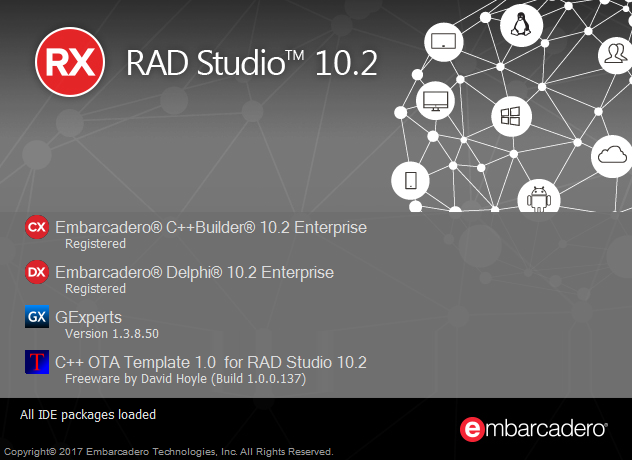 RX RAD Studio™ 10.2
CX Embarcadero® C++Builder® 10.2 Enterprise
Registered
DX Embarcadero® Delphi® 10.2 Enterprise
Registered
GX GExperts
Version 1.3.8.50
T C++ OTA Template 1.0 for RAD Studio 10.2
Freeware by David Hoyle (Build 1.0.0.137)
All IDE packages loaded
embarcadero®
Copyright© 2017 Embarcadero Technologies, Inc. All Rights Reserved.